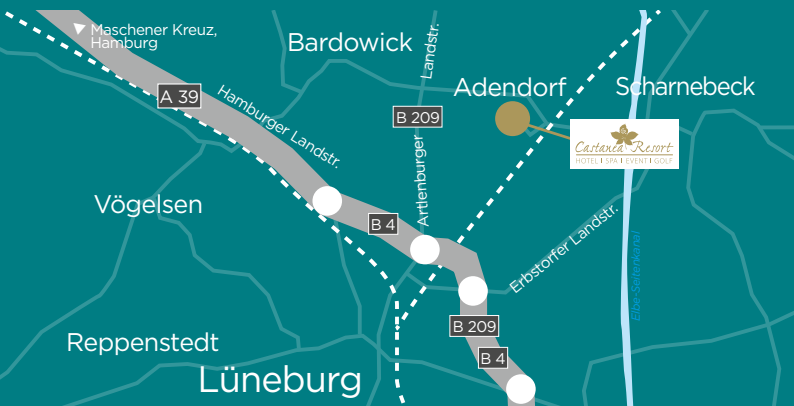 Maschener Kreuz,
Hamburg
Bardowick
Landstr.
Adendorf
Scharnebeck
A 39
Hamburger Landstr.
B 209
Castanea Resort
HOTEL | SPA | EVENT | GOLF
Artlenburger
Vögelsen
B 4
Erbstorfer Landstr.
Elbe-Seitenkanal
B 209
Reppenstedt
B 4
Lüneburg